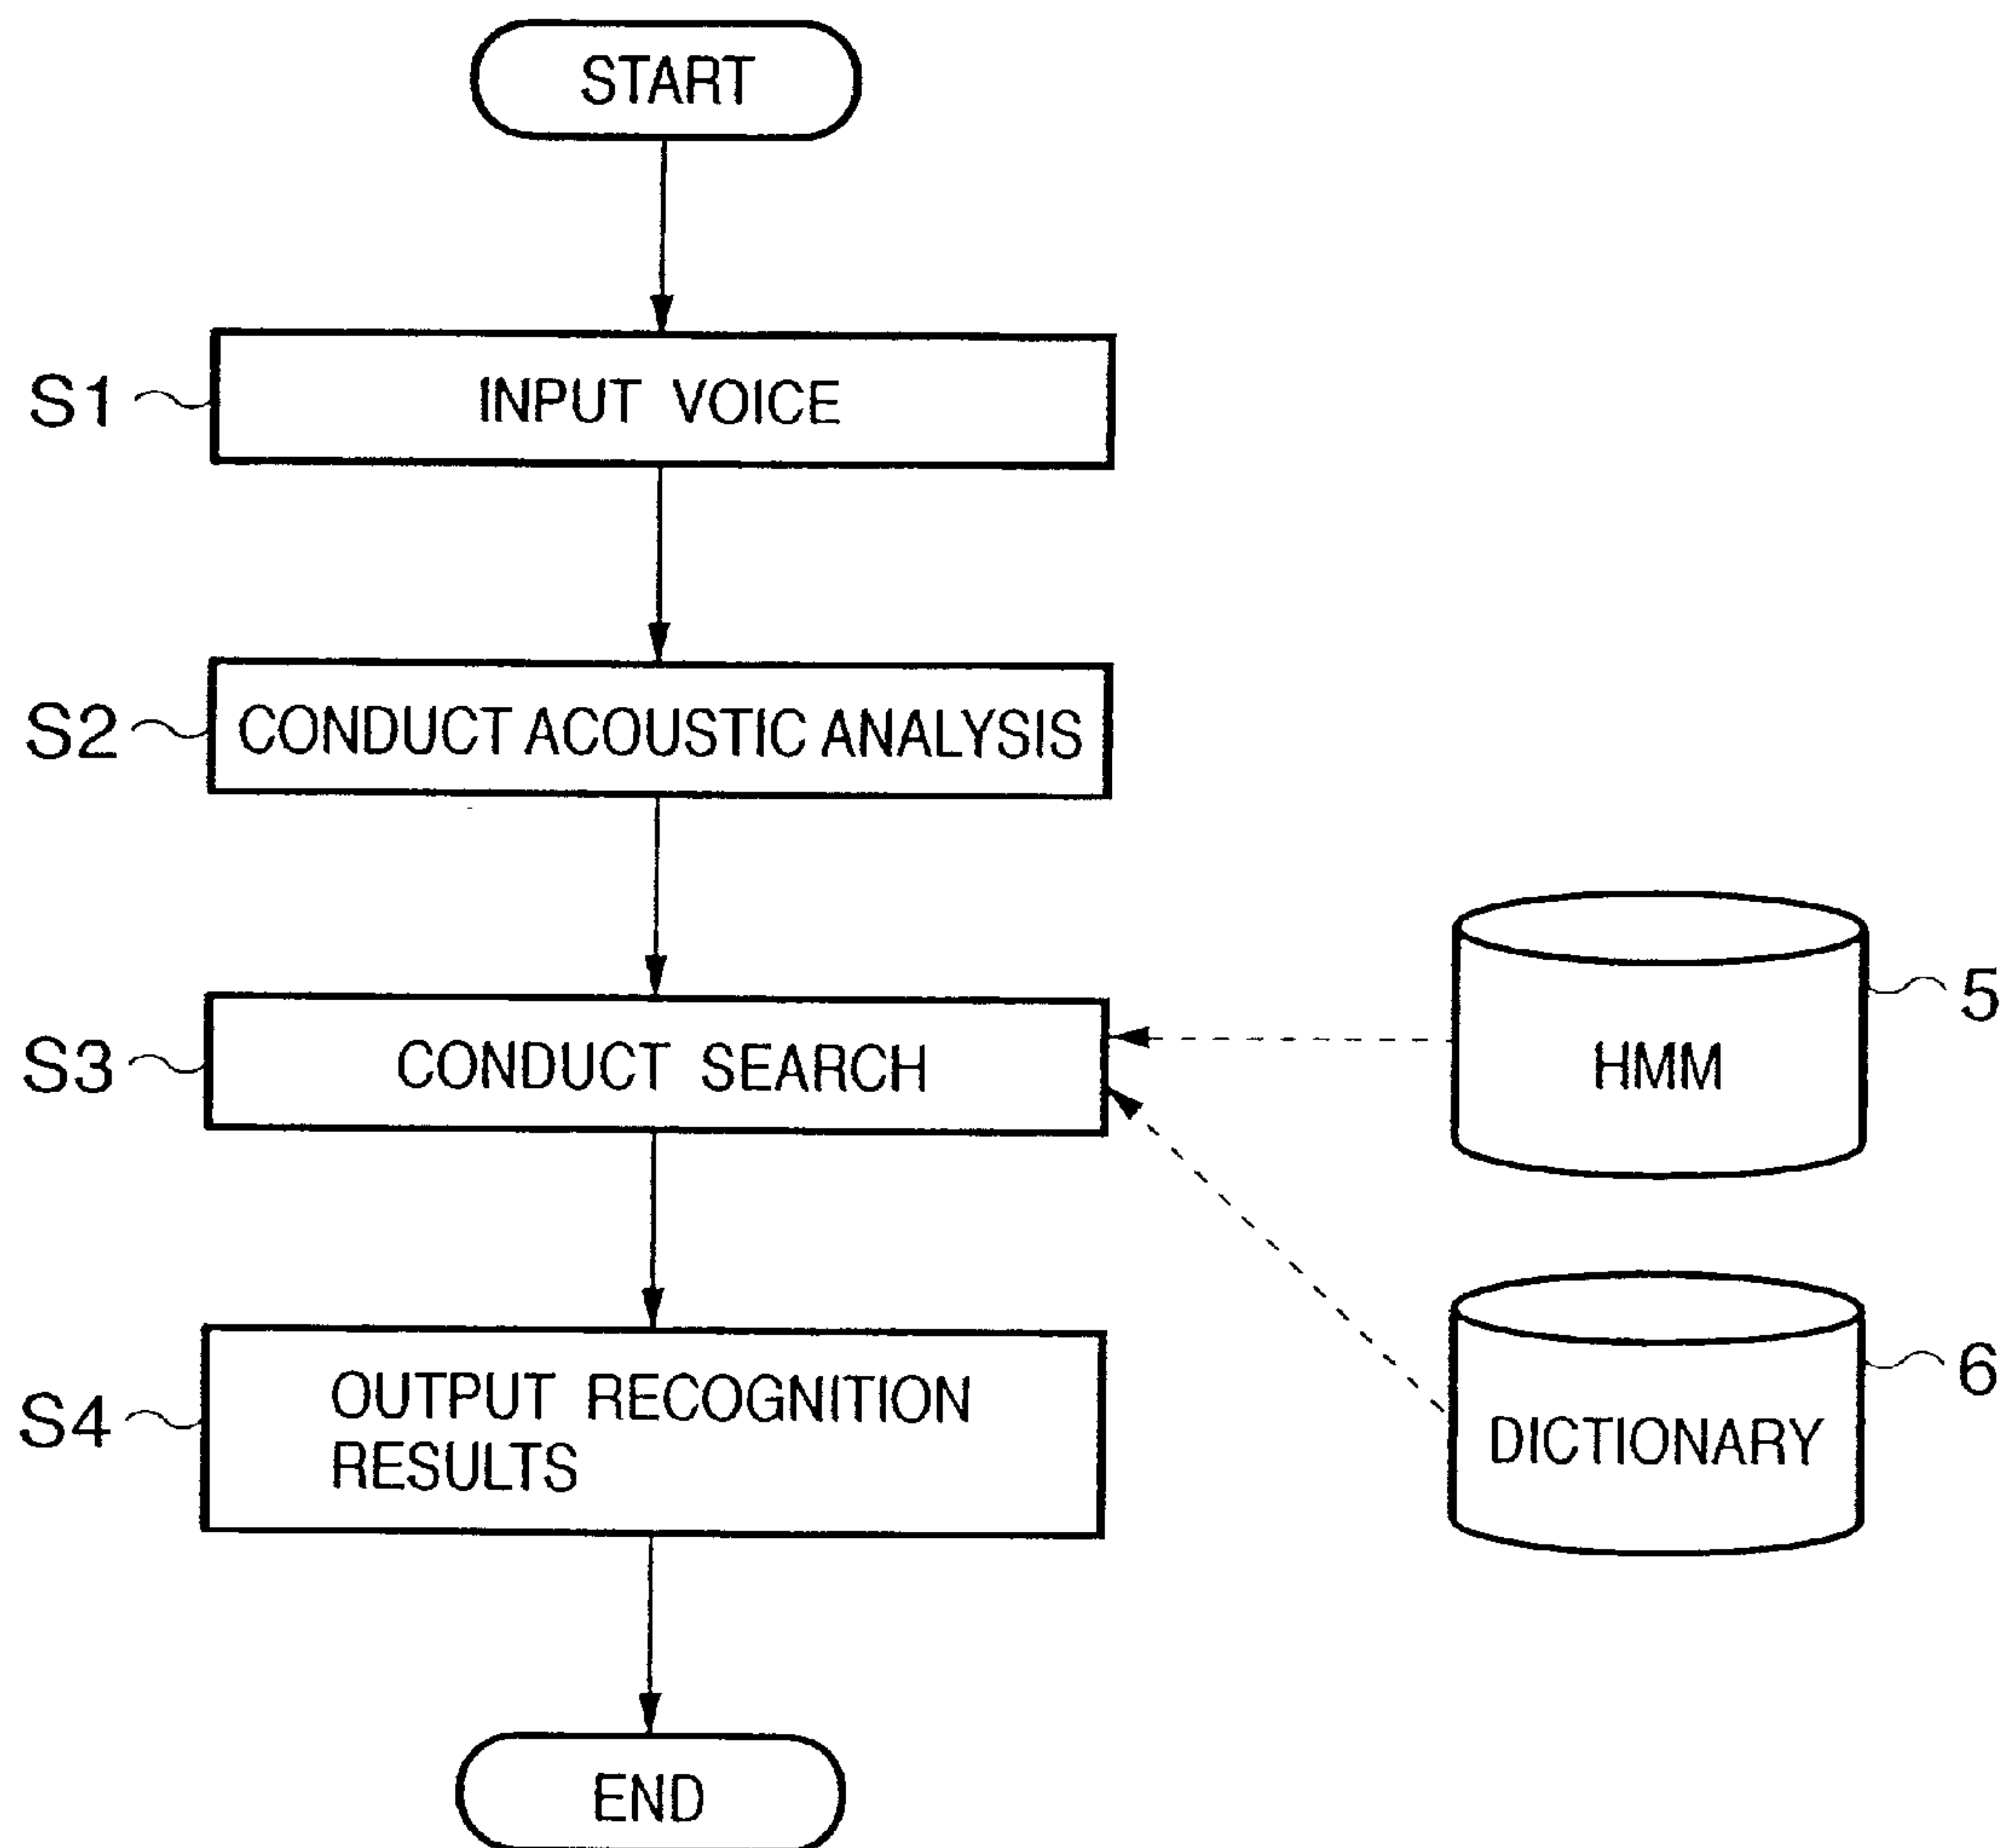 START
S1
INPUT VOICE
S2
CONDUCT ACOUSTIC ANALYSIS
S3
CONDUCT SEARCH
HMM
5
S4
OUTPUT RECOGNITION
RESULTS
DICTIONARY
6
END